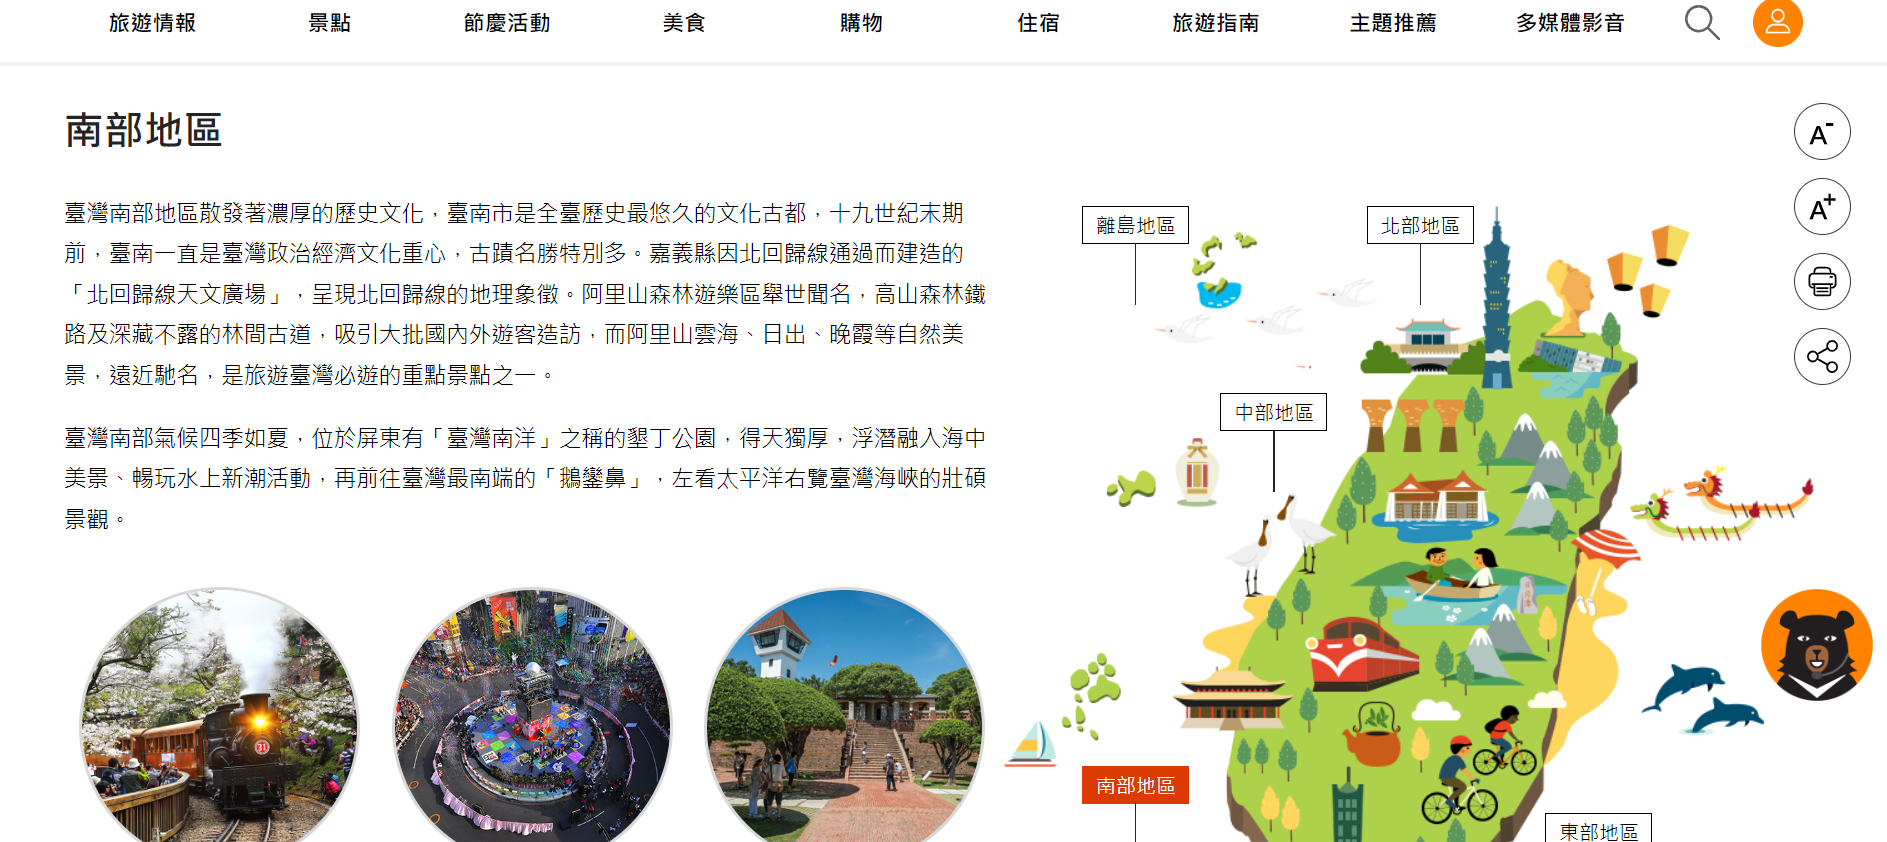 旅遊情報 景點 節慶活動 美食 購物 住宿 旅遊指南 主題推薦 多媒體影音
南部地區
臺灣南部地區散發著濃厚的歷史文化，臺南市是全臺歷史最悠久的文化古都，十九世紀末期
前，臺南一直是臺灣政治經濟文化重心，古蹟名勝特別多。嘉義縣因北回歸線通過而建造的
「北回歸線天文廣場」，呈現北回歸線的地理象徵。阿里山森林遊樂區舉世聞名，高山森林鐵
路及深藏不露的林間古道，吸引大批國內外遊客造訪，而阿里山雲海、日出、晚霞等自然美
景，遠近馳名，是旅遊臺灣必遊的重點景點之一。
臺灣南部氣候四季如夏，位於屏東有「臺灣南洋」之稱的墾丁公園，得天獨厚，浮潛融入海中
美景、暢玩水上新潮活動，再前往臺灣最南端的「鵝鑾鼻」，左看太平洋右覽臺灣海峽的壯碩
景觀。
離島地區
北部地區
中部地區
南部地區
東部地區
A-
A+
31